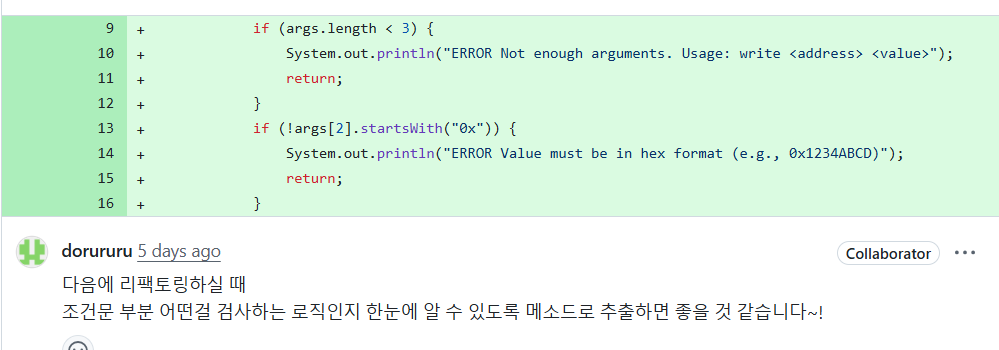 9 + if (args.length < 3) {
10 + System.out.println("ERROR Not enough arguments. Usage: write <address> <value>");
11 + return;
12 + }
13 + if (!args[2].startsWith("0x")) {
14 + System.out.println("ERROR Value must be in hex format (e.g., 0x1234ABCD)");
15 + return;
16 + }
dorururu 5 days ago Collaborator
다음에 리팩토링하실 때
조건문 부분 어떤걸 검사하는 로직인지 한눈에 알 수 있도록 메소드로 추출하면 좋을 것 같습니다~!